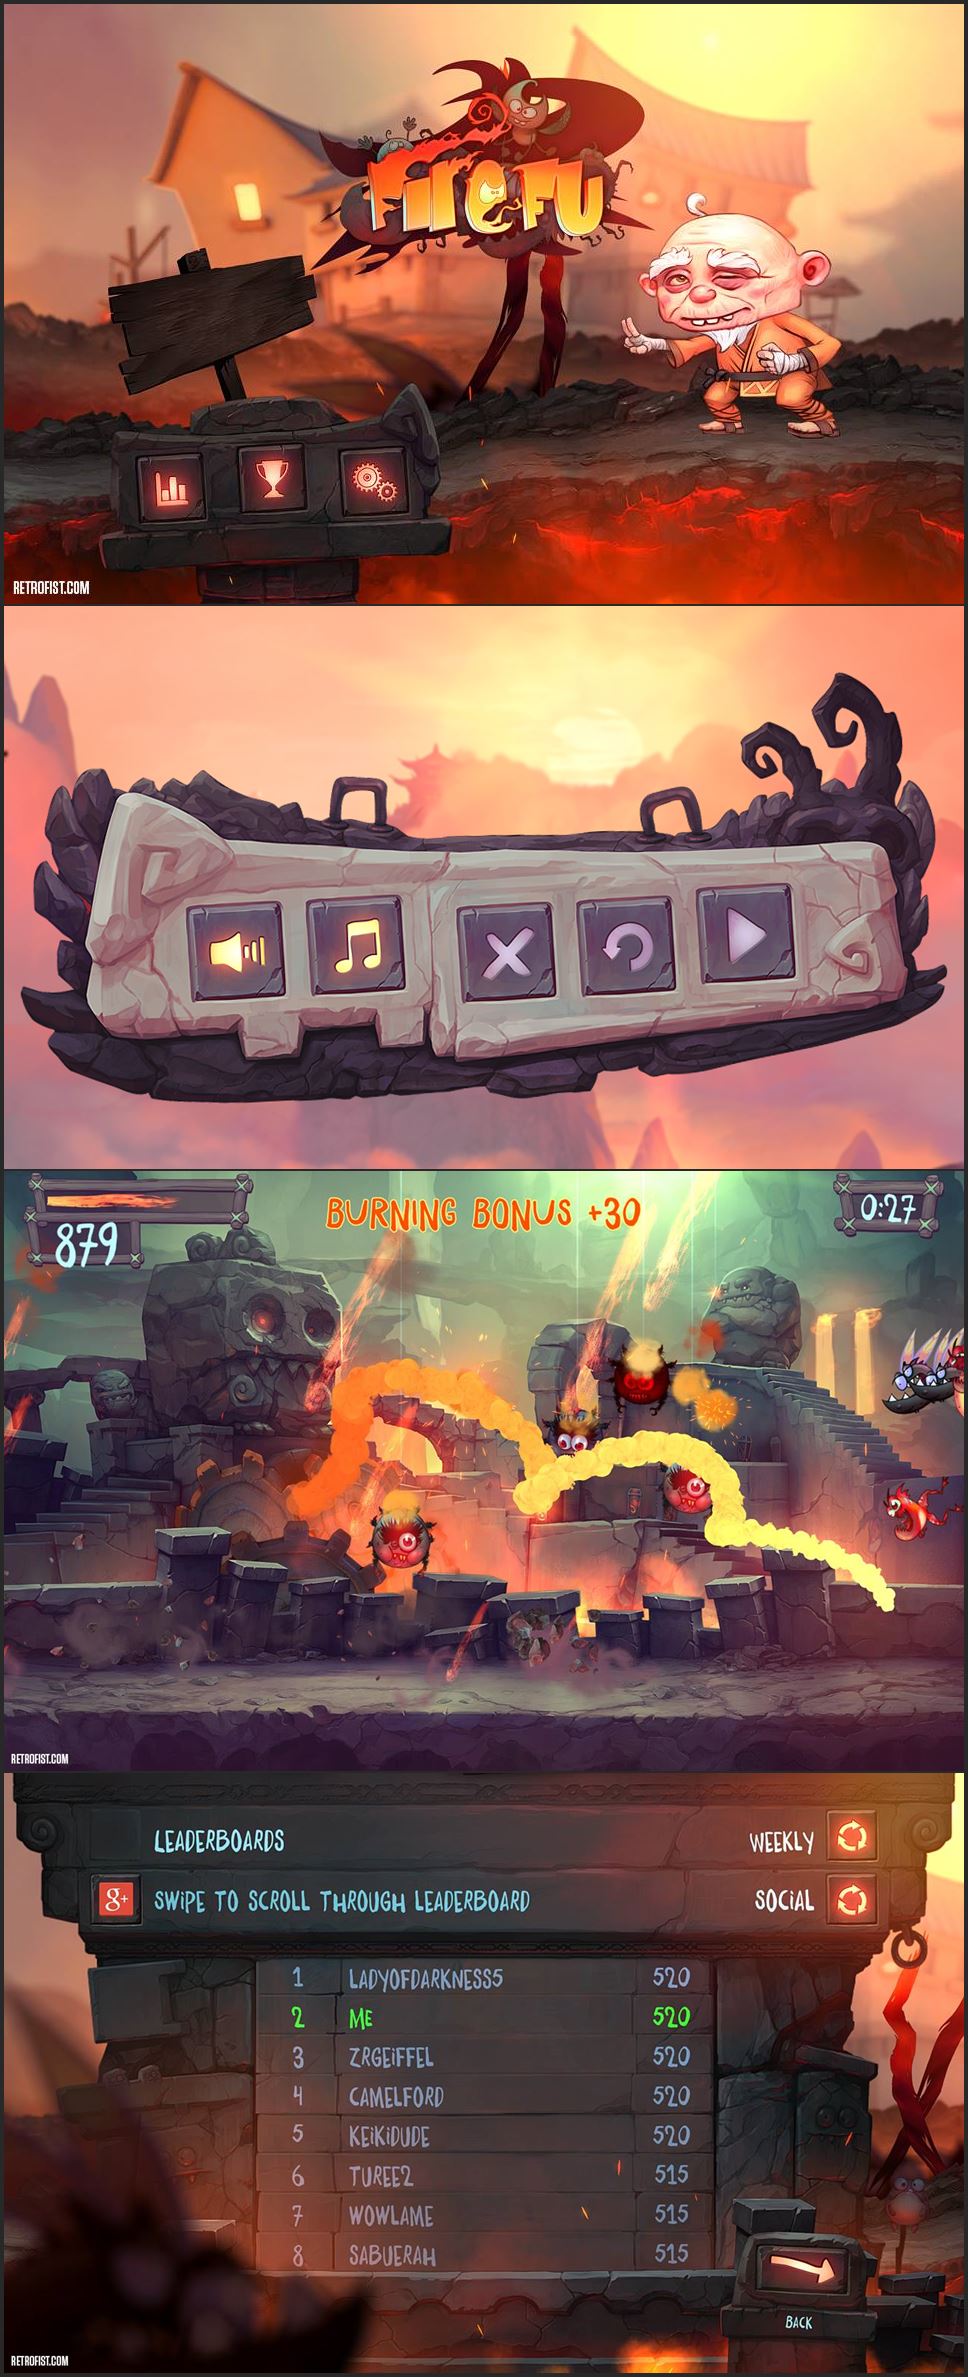 FireFu
RETROFIST.COM
BURNING BONUS +30
0:27
879
RETROFIST.COM
LEADERBOARDS
WEEKLY
g+
SWiPE TO SCROLL THROUGH LEADERBOARD
SOCiAL
1 LADYOFDARKNESS5 520
2 ME 520
3 ZRGEiFFEL 520
4 CAMELFORD 520
5 KEiKiDUDE 520
6 TUREE2 515
7 WOWLAME 515
8 SABUERAH 515
BACK
RETROFIST.COM